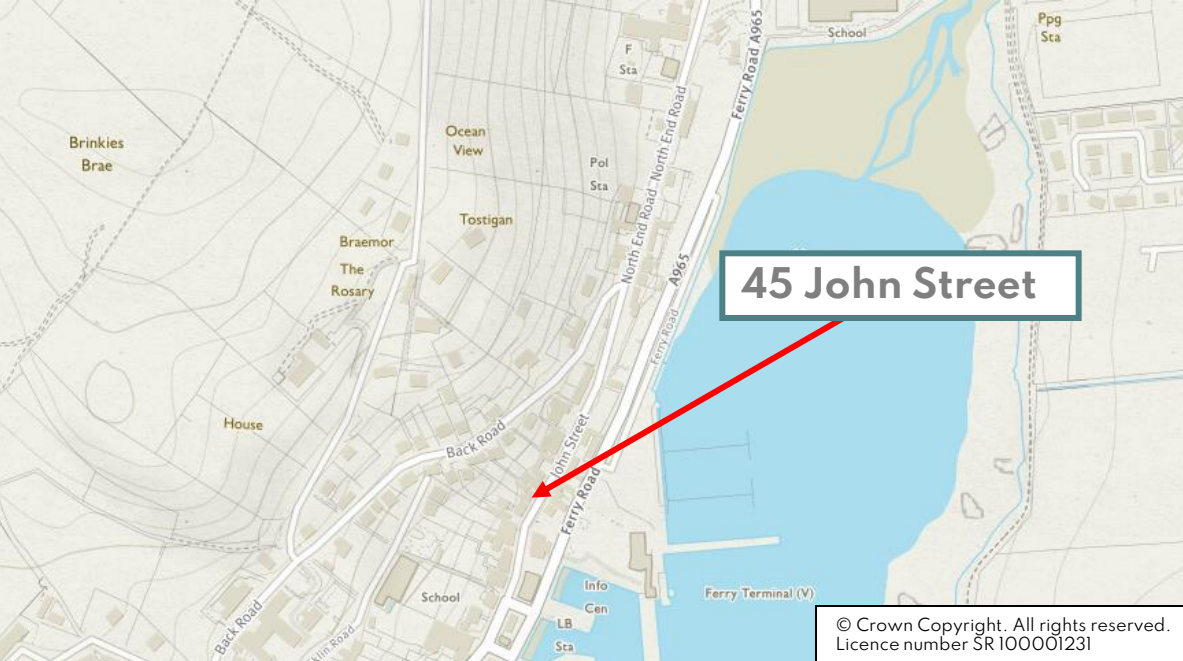 School
Ppg
Sta
F
Sta
Ferry Road A965
Brinkies
Brae
Ocean
View
Pol
Sta
North End Road
North End Road
Tostigan
Braemor
The
Rosary
A965
45 John Street
Ferry Road
House
Back Road
John Street
Ferry Road
School
Info
Cen
LB
Sta
Ferry Terminal (V)
Back Road
© Crown Copyright. All rights reserved.
Licence number SR 100001231